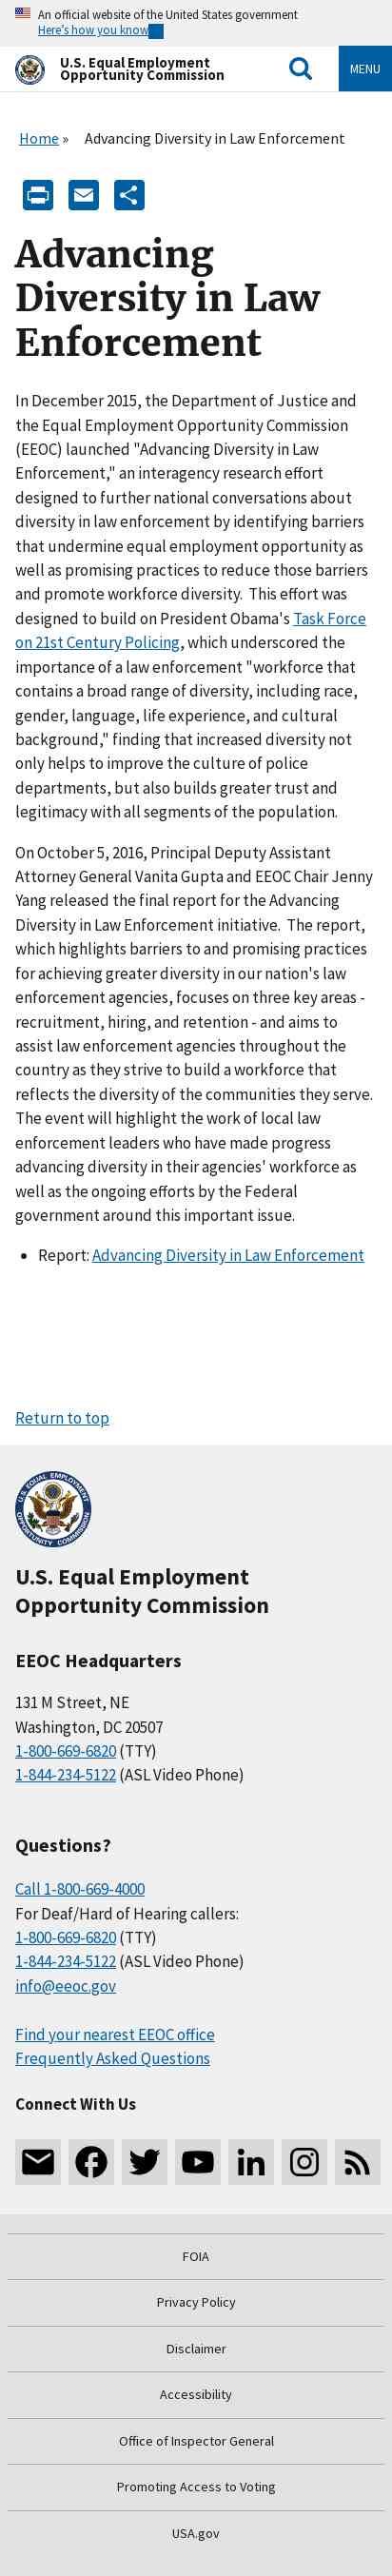 An official website of the United States government
Here's how you know
U.S. Equal Employment
Opportunity Commission
MENU
Home » Advancing Diversity in Law Enforcement
Advancing
Diversity in Law
Enforcement
In December 2015, the Department of Justice and
the Equal Employment Opportunity Commission
(EEOC) launched "Advancing Diversity in Law
Enforcement," an interagency research effort
designed to further national conversations about
diversity in law enforcement by identifying barriers
that undermine equal employment opportunity as
well as promising practices to reduce those barriers
and promote workforce diversity.  This effort was
designed to build on President Obama's Task Force
on 21st Century Policing, which underscored the
importance of a law enforcement "workforce that
contains a broad range of diversity, including race,
gender, language, life experience, and cultural
background," finding that increased diversity not
only helps to improve the culture of police
departments, but also builds greater trust and
legitimacy with all segments of the population.
On October 5, 2016, Principal Deputy Assistant
Attorney General Vanita Gupta and EEOC Chair Jenny
Yang released the final report for the Advancing
Diversity in Law Enforcement initiative.  The report,
which highlights barriers to and promising practices
for achieving greater diversity in our nation's law
enforcement agencies, focuses on three key areas -
recruitment, hiring, and retention - and aims to
assist law enforcement agencies throughout the
country as they strive to build a workforce that
reflects the diversity of the communities they serve.
The event will highlight the work of local law
enforcement leaders who have made progress
advancing diversity in their agencies' workforce as
well as the ongoing efforts by the Federal
government around this important issue.
• Report: Advancing Diversity in Law Enforcement
Return to top
U.S. EQUAL EMPLOYMENT OPPORTUNITY COMMISSION
U.S. Equal Employment
Opportunity Commission
EEOC Headquarters
131 M Street, NE
Washington, DC 20507
1-800-669-6820 (TTY)
1-844-234-5122 (ASL Video Phone)
Questions?
Call 1-800-669-4000
For Deaf/Hard of Hearing callers:
1-800-669-6820 (TTY)
1-844-234-5122 (ASL Video Phone)
info@eeoc.gov
Find your nearest EEOC office
Frequently Asked Questions
Connect With Us
FOIA
Privacy Policy
Disclaimer
Accessibility
Office of Inspector General
Promoting Access to Voting
USA.gov